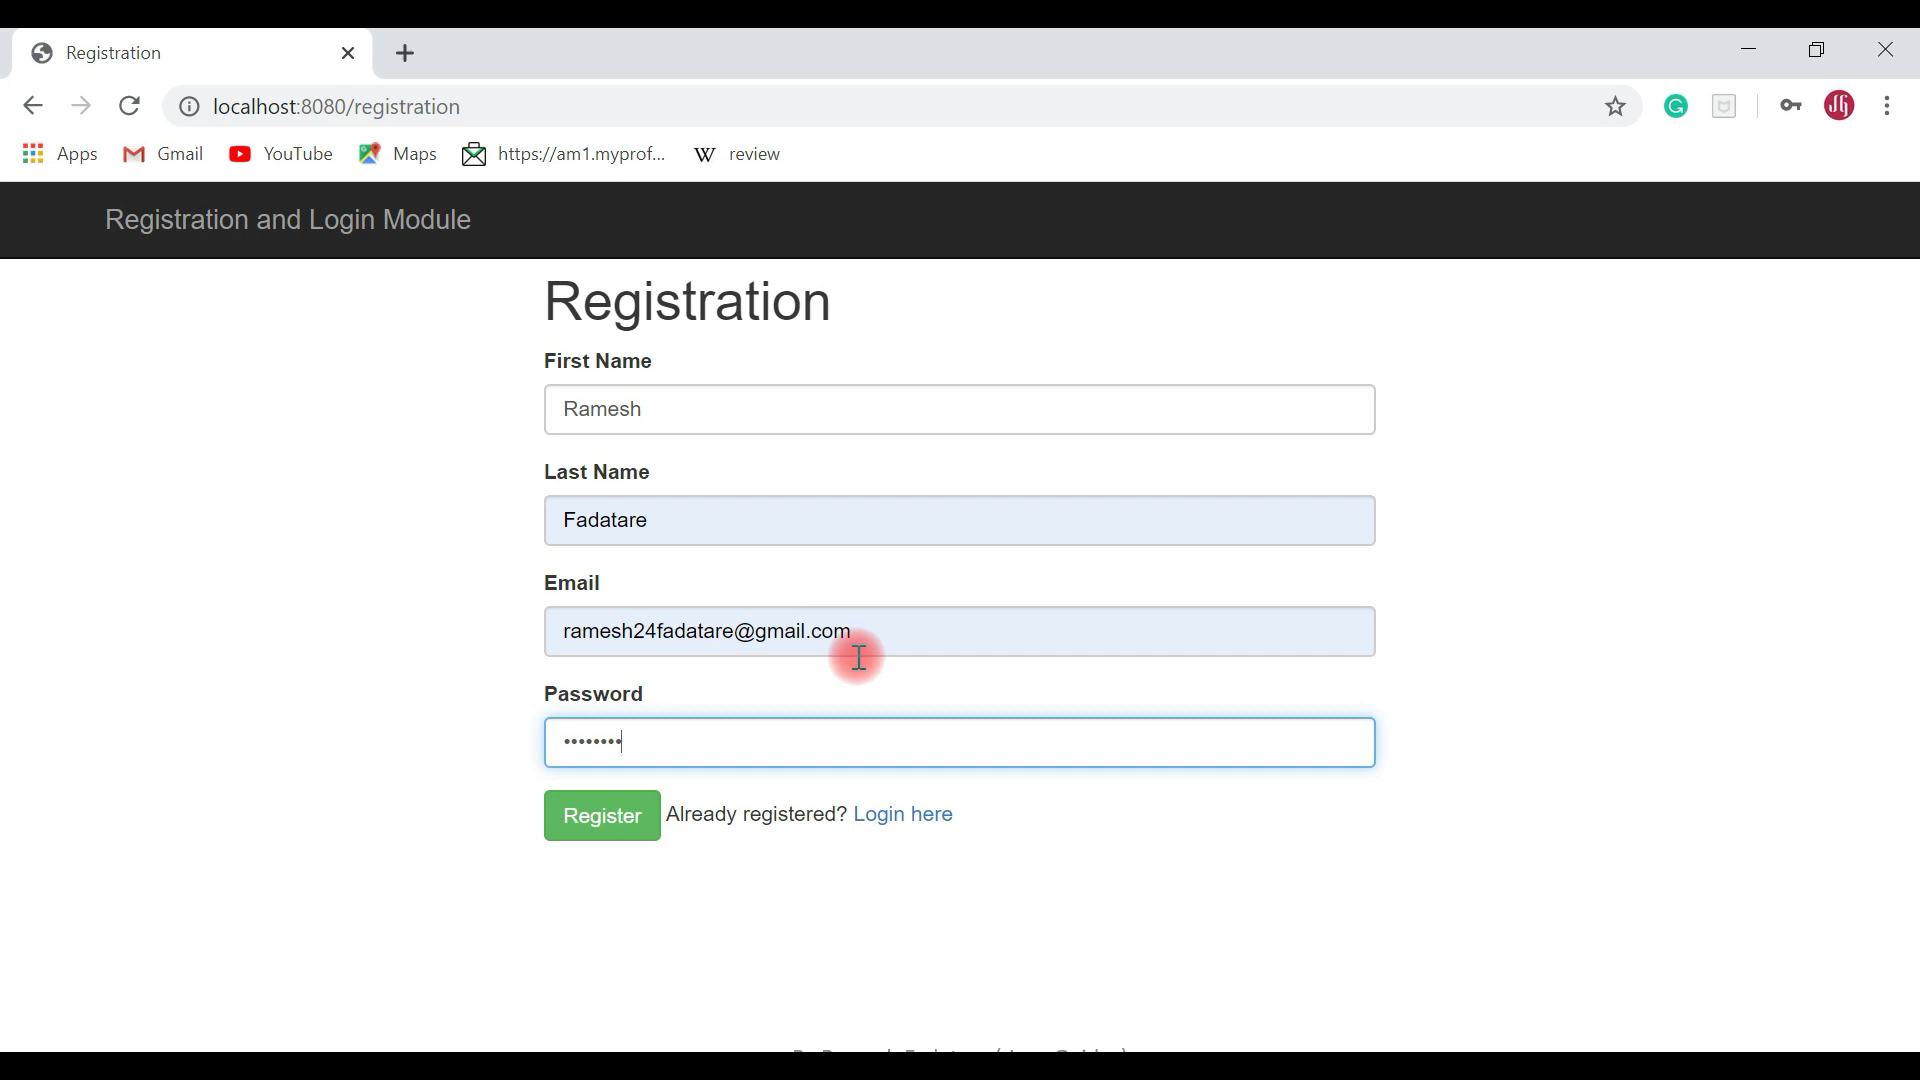 Registration
localhost:8080/registration
Apps Gmail YouTube Maps https://am1.myprof... review
Registration and Login Module
Registration
First Name
Ramesh
Last Name
Fadatare
Email
ramesh24fadatare@gmail.com
Password
••••••••
Register Already registered? Login here